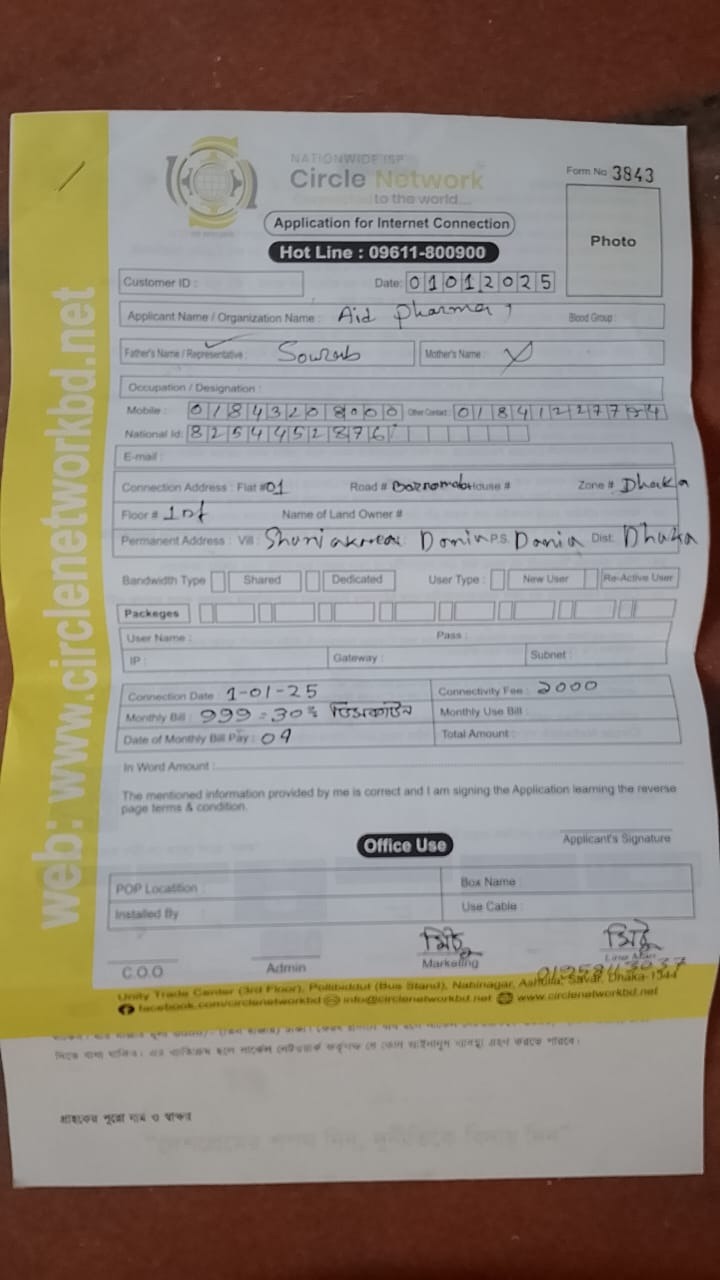 NATIONWIDE ISP
Circle Network
to the world....
Form No 3843
Application for Internet Connection
Photo
Hot Line : 09611-800900
Customer ID :
Date: 01012025
Applicant Name / Organization Name : Aid Pharma Blood Group :
Father's Name / Representative : Sourab Mother's Name : X
Occupation / Designation :
Mobile : 01843208000 Other Contact : 01841227754
National Id: 8254452876
E-mail :
Connection Address : Flat # 01 Road # House # Zone # Dhaka
Floor # 1st Name of Land Owner #
Permanent Address : Vill : Donia P.S. Dania Dist: Dhaka
Bandwidth Type Shared Dedicated User Type : New User Re-Active User
Packeges
User Name : Pass :
IP : Gateway : Subnet :
Connection Date : 1-01-25 Connectivity Fee : 2000
Monthly Bill : 999 = 30% ডিসকাউন্ট Monthly Use Bill :
Date of Monthly Bill Pay : 09 Total Amount :
In Word Amount :
The mentioned information provided by me is correct and I am signing the Application learning the reverse
page terms & condition.
Applicant's Signature
Office Use
POP Locatition : Box Name :
Installed By Use Cable :
মিঠু মিঠু
C.O.O Admin Marketing Line Man
Unity Trade Center (3rd Floor), Pollibiddut (Bus Stand), Nabinagar, Ashulia, Savar, Dhaka-1344
facebook.com/circlenetworkbd info@circlenetworkbd.net www.circlenetworkbd.net
web: www.circlenetworkbd.net
গ্রাহকের পুরো নাম ও স্বাক্ষর